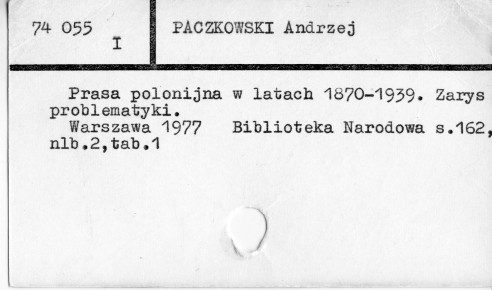 74 055
I
PACZKOWSKI Andrzej
Prasa polonijna w latach 1870-1939. Zarys
problematyki.
Warszawa 1977 Biblioteka Narodowa s.162,
nlb.2,tab.1